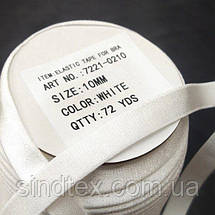 ITEM:ELASTIC TAPE FOR BRA
ART NO.:7221-0210
SIZE:10MM
COLOR:WHITE
QTTY:72 YDS
sindtex.com.ua